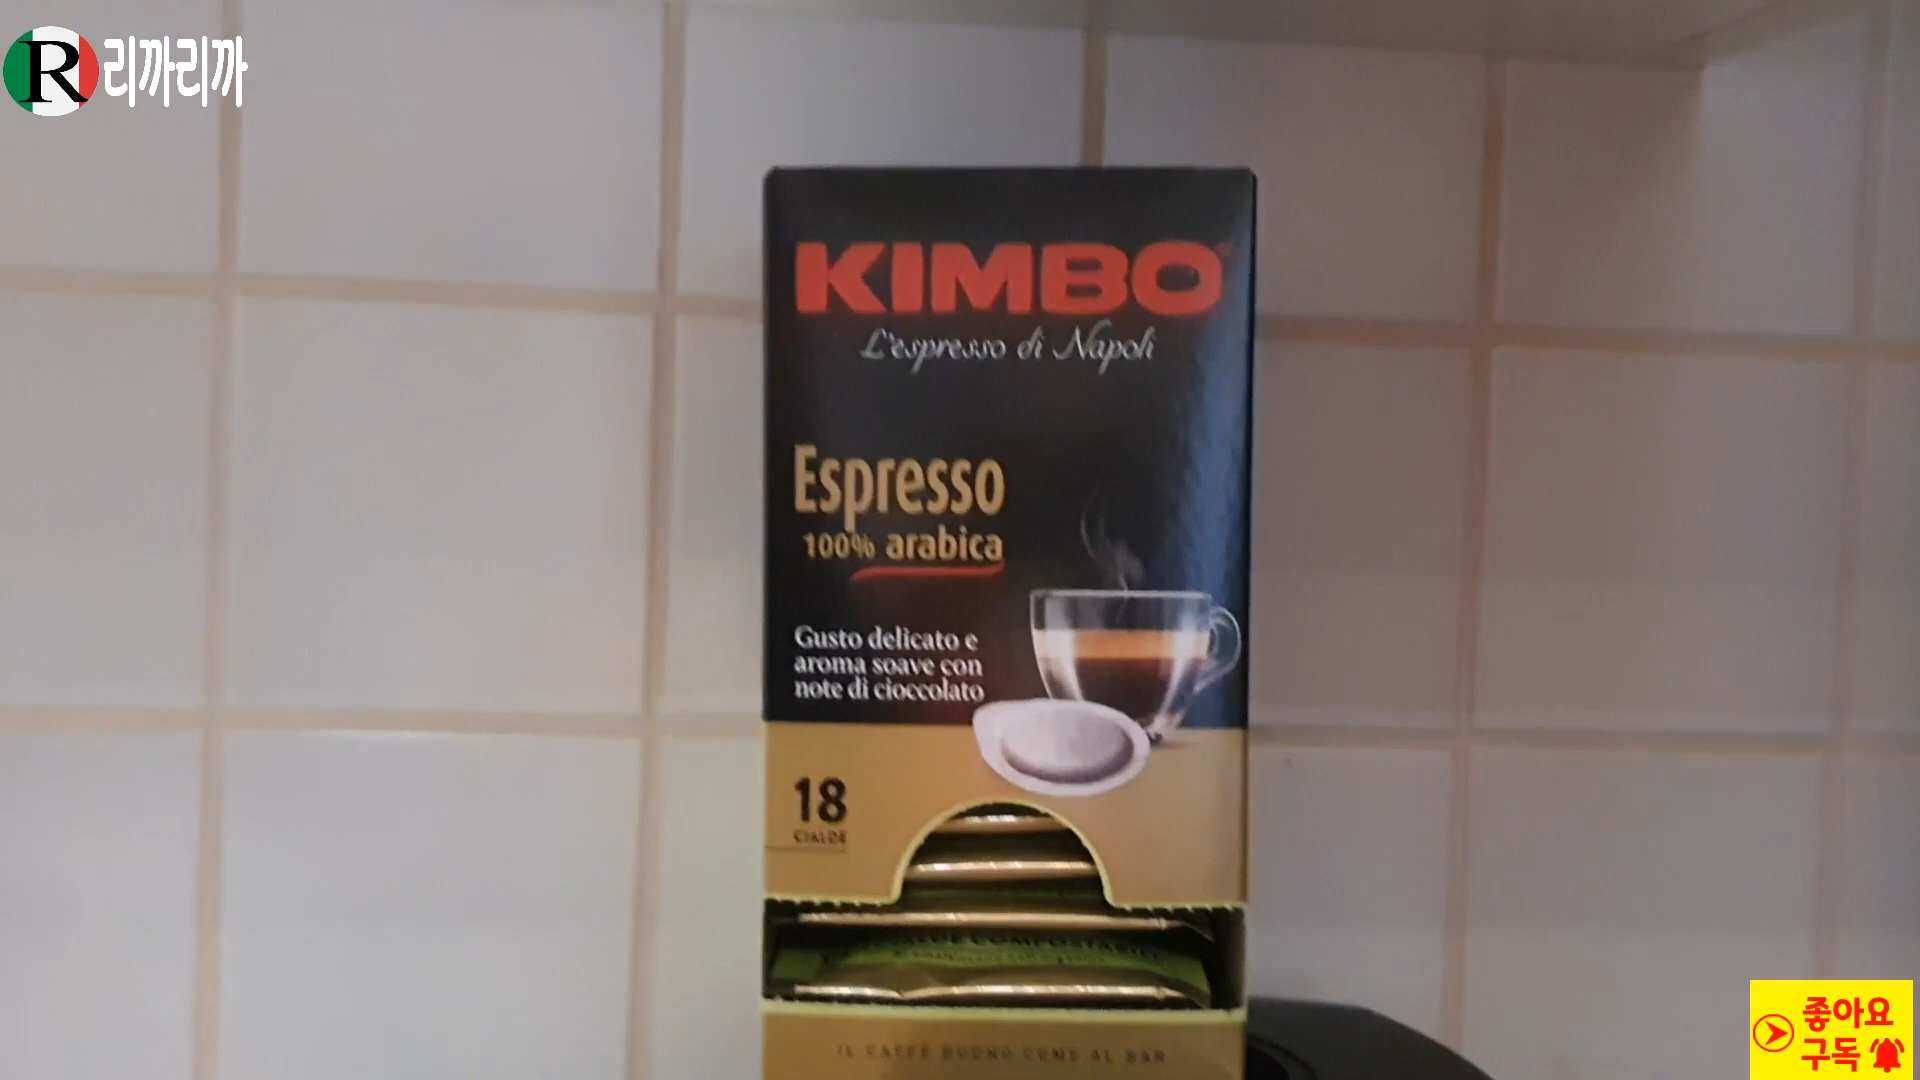 R 리까리까
KIMBO
L'espresso di Napoli
Espresso
100% arabica
Gusto delicato e
aroma soave con
note di cioccolato
18
CIALDE
COMPOSTABILI
IL CAFFÈ BUONO COME AL BAR
좋아요
구독